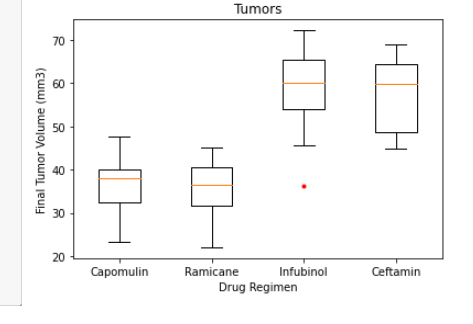 Tumors
Final Tumor Volume (mm3)
70
60
50
40
30
20
Capomulin Ramicane Infubinol Ceftamin
Drug Regimen